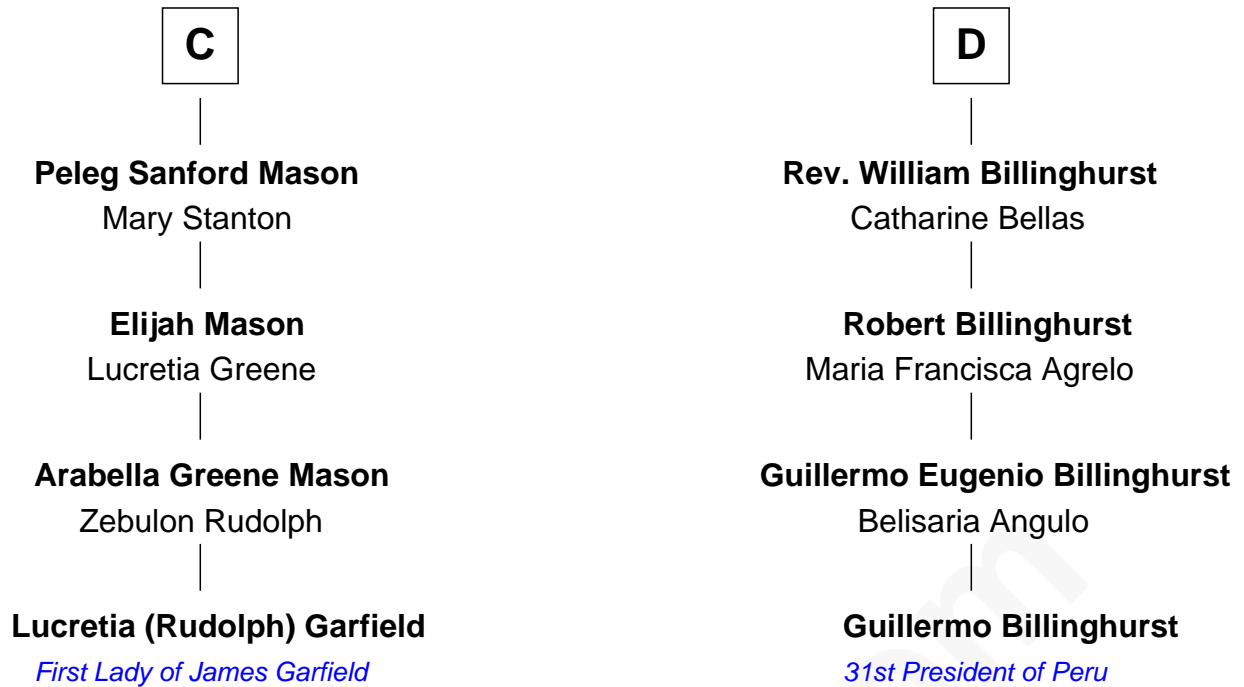 C
Peleg Sanford Mason
Mary Stanton
Elijah Mason
Lucretia Greene
Arabella Greene Mason
Zebulon Rudolph
Lucretia (Rudolph) Garfield
First Lady of James Garfield
D
Rev. William Billinghurst
Catharine Bellas
Robert Billinghurst
Maria Francisca Agrelo
Guillermo Eugenio Billinghurst
Belisaria Angulo
Guillermo Billinghurst
31st President of Peru